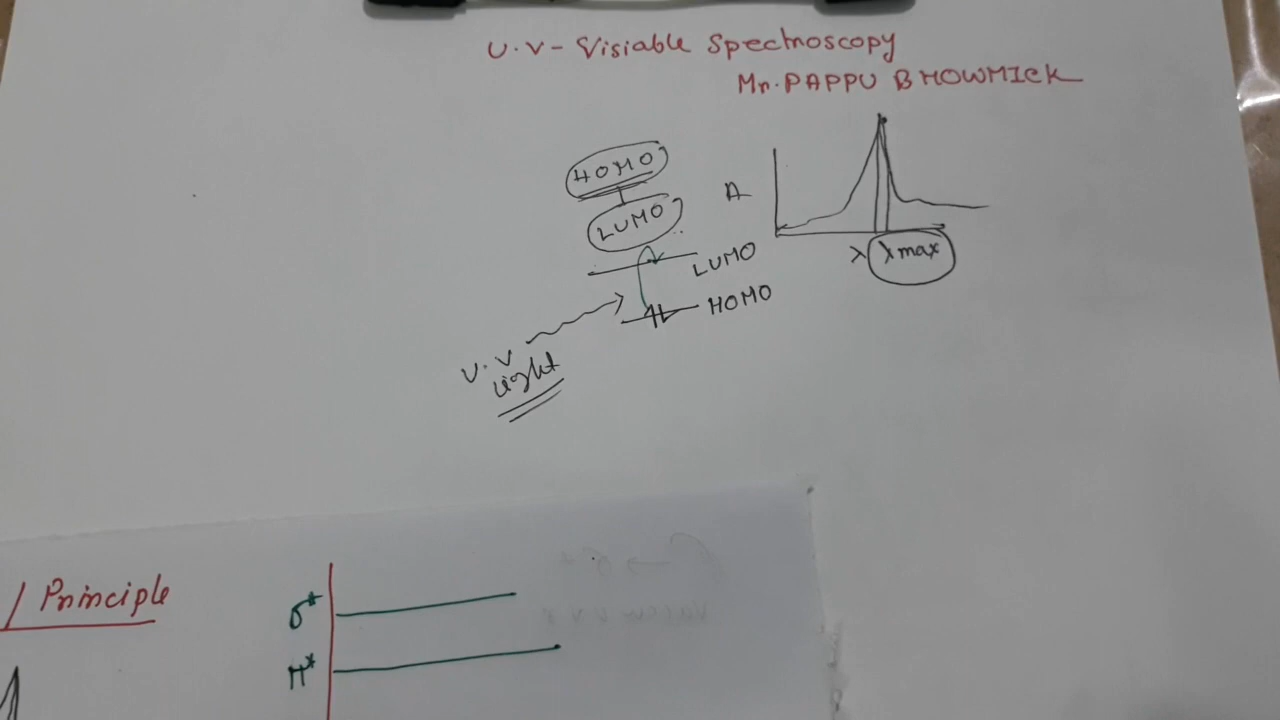 U.V - Visiable Spectroscopy
Mr. PAPPU BHOWMICK
HOMO
LUMO
A
λ λmax
LUMO
HOMO
U.V
Light
/ Principle
σ*
π*